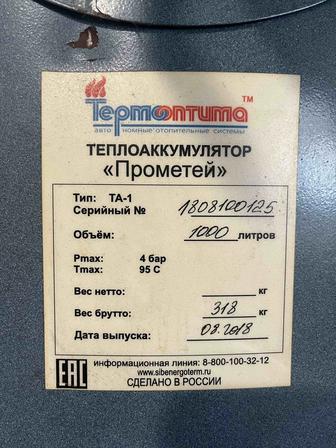 Термоптима™
автономные отопительные системы
ТЕПЛОАККУМУЛЯТОР
«Прометей»
Тип: ТА-1
Серийный № 1808100125
Объём: 1000 литров
Pmax: 4 бар
Tmax: 95 С
Вес нетто: кг
Вес брутто: 318 кг
Дата выпуска: 08.2018
информационная линия: 8-800-100-32-12
www.sibenergoterm.ru
СДЕЛАНО В РОССИИ
EAC